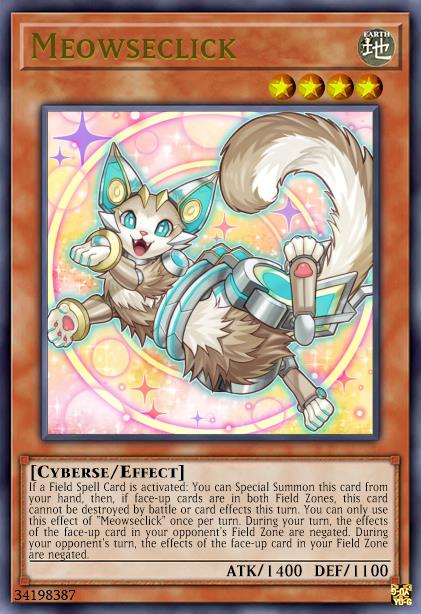 MEOWSECLICK
EARTH
地
[CYBERSE/EFFECT]
If a Field Spell Card is activated: You can Special Summon this card from
your hand, then, if face-up cards are in both Field Zones, this card
cannot be destroyed by battle or card effects this turn. You can only use
this effect of "Meowseclick" once per turn. During your turn, the effects
of the face-up card in your opponent's Field Zone are negated. During
your opponent's turn, the effects of the face-up card in your Field Zone
are negated.
ATK/1400 DEF/1100
34198387